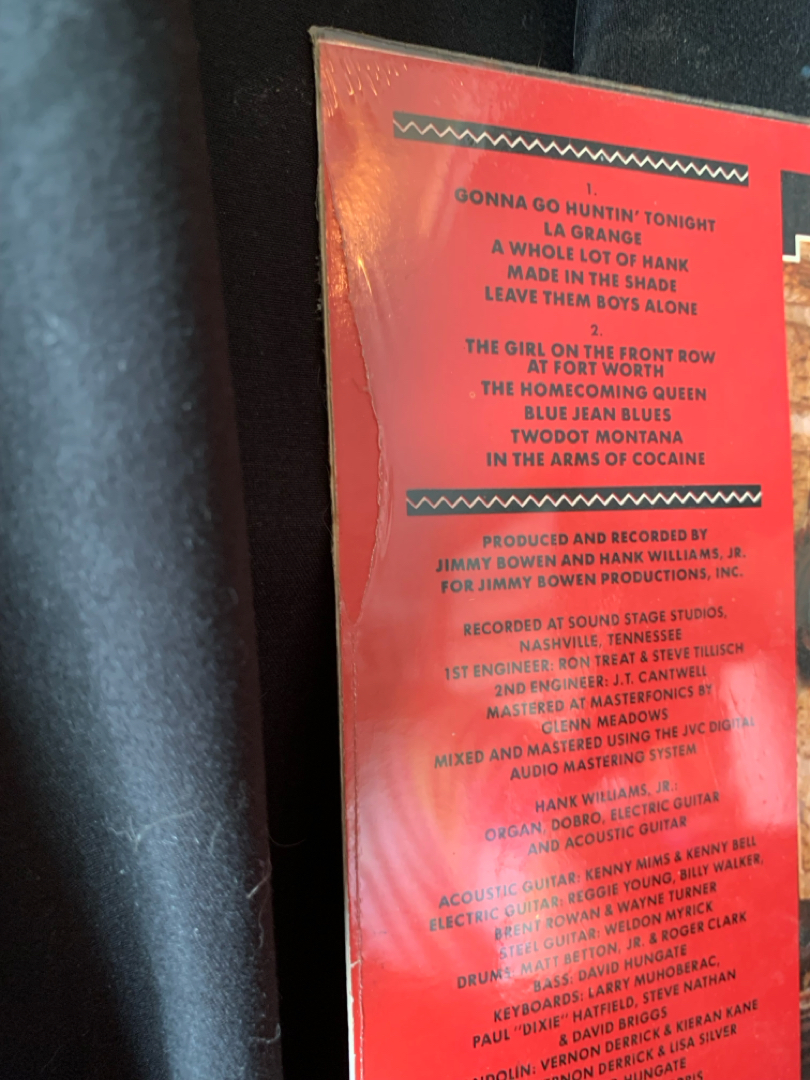 1.
GONNA GO HUNTIN' TONIGHT
LA GRANGE
A WHOLE LOT OF HANK
MADE IN THE SHADE
LEAVE THEM BOYS ALONE
2.
THE GIRL ON THE FRONT ROW
AT FORT WORTH
THE HOMECOMING QUEEN
BLUE JEAN BLUES
TWODOT MONTANA
IN THE ARMS OF COCAINE
PRODUCED AND RECORDED BY
JIMMY BOWEN AND HANK WILLIAMS, JR.
FOR JIMMY BOWEN PRODUCTIONS, INC.
RECORDED AT SOUND STAGE STUDIOS,
NASHVILLE, TENNESSEE
1ST ENGINEER: RON TREAT & STEVE TILLISCH
2ND ENGINEER: J.T. CANTWELL
MASTERED AT MASTERFONICS BY
GLENN MEADOWS
MIXED AND MASTERED USING THE JVC DIGITAL
AUDIO MASTERING SYSTEM
HANK WILLIAMS, JR.:
ORGAN, DOBRO, ELECTRIC GUITAR
AND ACOUSTIC GUITAR
ACOUSTIC GUITAR: KENNY MIMS & KENNY BELL
ELECTRIC GUITAR: REGGIE YOUNG, BILLY WALKER,
BRENT ROWAN & WAYNE TURNER
STEEL GUITAR: WELDON MYRICK
DRUMS: MATT BETTON, JR. & ROGER CLARK
BASS: DAVID HUNGATE
KEYBOARDS: LARRY MUHOBERAC,
PAUL "DIXIE" HATFIELD, STEVE NATHAN
& DAVID BRIGGS
DOLIN: VERNON DERRICK & KIERAN KANE
RNON DERRICK & LISA SILVER
HUNGATE